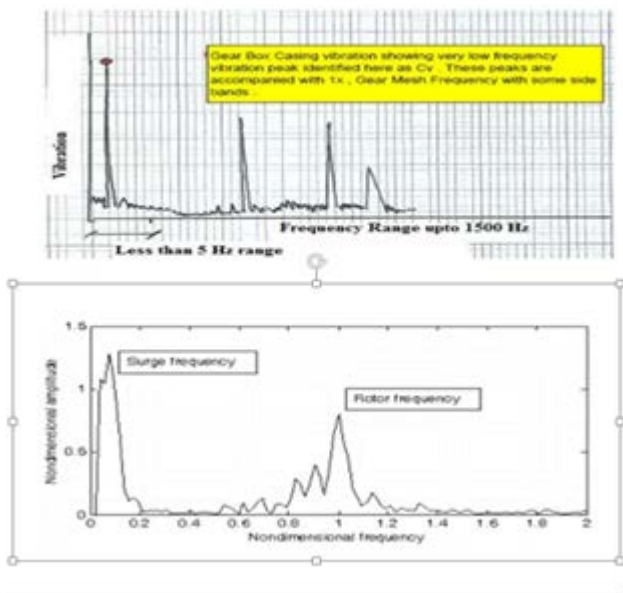 Gear Box Casing vibration showing very low frequency
vibration peak identified here as Cv . These peaks are
accompanied with 1x , Gear Mesh Frequency with some side
bands .
Vibration
Frequency Range upto 1500 Hz
Less than 5 Hz range
1.5
Surge frequency
Rotor frequency
1
Nondimensional amplitude
0.5
0
0 0.2 0.4 0.6 0.8 1 1.2 1.4 1.6 1.8 2
Nondimensional frequency